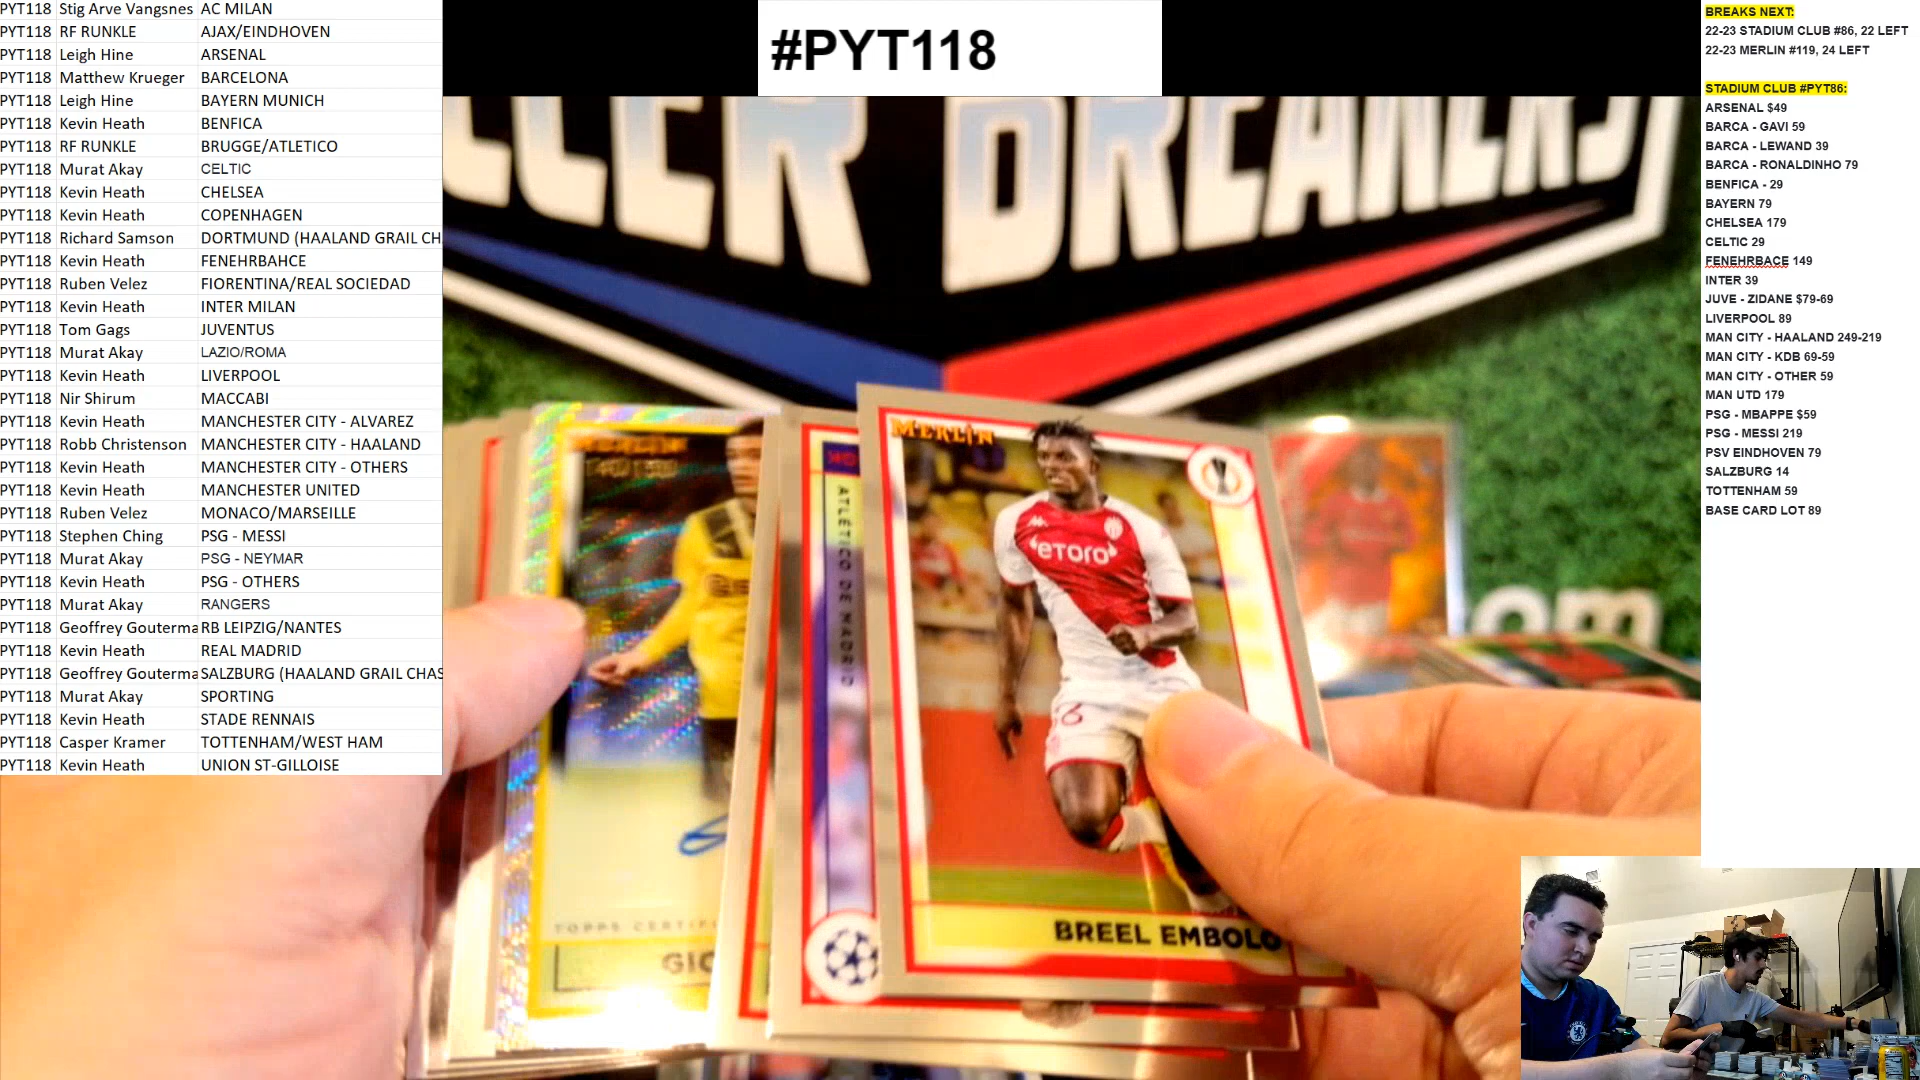 PYT118 Stig Arve Vangsnes AC MILAN
PYT118 RF RUNKLE AJAX/EINDHOVEN
PYT118 Leigh Hine ARSENAL
PYT118 Matthew Krueger BARCELONA
PYT118 Leigh Hine BAYERN MUNICH
PYT118 Kevin Heath BENFICA
PYT118 RF RUNKLE BRUGGE/ATLETICO
PYT118 Murat Akay CELTIC
PYT118 Kevin Heath CHELSEA
PYT118 Kevin Heath COPENHAGEN
PYT118 Richard Samson DORTMUND (HAALAND GRAIL CH
PYT118 Kevin Heath FENEHRBAHCE
PYT118 Ruben Velez FIORENTINA/REAL SOCIEDAD
PYT118 Kevin Heath INTER MILAN
PYT118 Tom Gags JUVENTUS
PYT118 Murat Akay LAZIO/ROMA
PYT118 Kevin Heath LIVERPOOL
PYT118 Nir Shirum MACCABI
PYT118 Kevin Heath MANCHESTER CITY - ALVAREZ
PYT118 Robb Christenson MANCHESTER CITY - HAALAND
PYT118 Kevin Heath MANCHESTER CITY - OTHERS
PYT118 Kevin Heath MANCHESTER UNITED
PYT118 Ruben Velez MONACO/MARSEILLE
PYT118 Stephen Ching PSG - MESSI
PYT118 Murat Akay PSG - NEYMAR
PYT118 Kevin Heath PSG - OTHERS
PYT118 Murat Akay RANGERS
PYT118 Geoffrey Gouterma RB LEIPZIG/NANTES
PYT118 Kevin Heath REAL MADRID
PYT118 Geoffrey Gouterma SALZBURG (HAALAND GRAIL CHAS
PYT118 Murat Akay SPORTING
PYT118 Kevin Heath STADE RENNAIS
PYT118 Casper Kramer TOTTENHAM/WEST HAM
PYT118 Kevin Heath UNION ST-GILLOISE
#PYT118
CCER BREAKERS
om
MERLIN
TOPPS CERTIF
GIO
ATLÉTICO DE MADRID
MERLIN
eToro
BREEL EMBOLO
BREAKS NEXT:
22-23 STADIUM CLUB #86, 22 LEFT
22-23 MERLIN #119, 24 LEFT
STADIUM CLUB #PYT86:
ARSENAL $49
BARCA - GAVI 59
BARCA - LEWAND 39
BARCA - RONALDINHO 79
BENFICA - 29
BAYERN 79
CHELSEA 179
CELTIC 29
FENEHRBACE 149
INTER 39
JUVE - ZIDANE $79-69
LIVERPOOL 89
MAN CITY - HAALAND 249-219
MAN CITY - KDB 69-59
MAN CITY - OTHER 59
MAN UTD 179
PSG - MBAPPE $59
PSG - MESSI 219
PSV EINDHOVEN 79
SALZBURG 14
TOTTENHAM 59
BASE CARD LOT 89